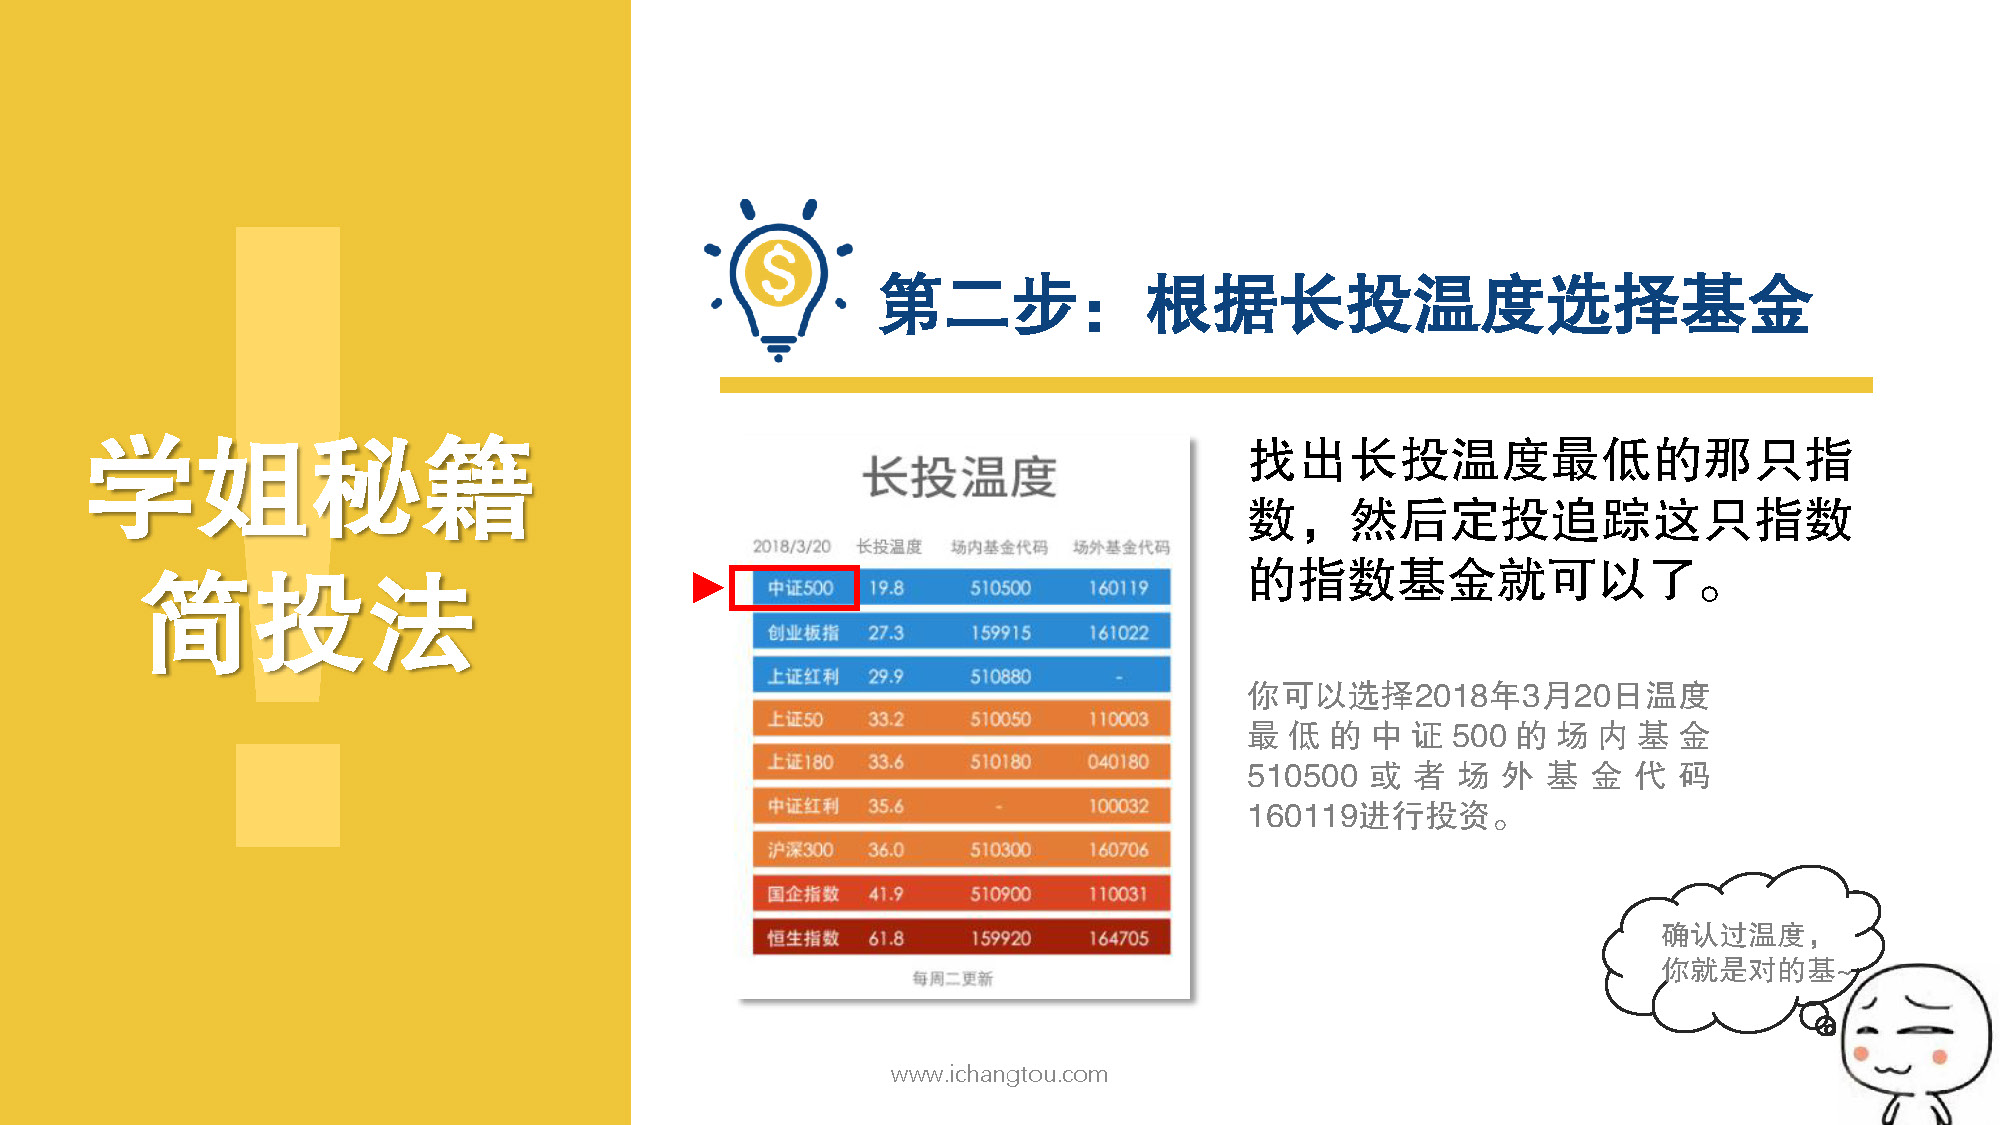 学姐秘籍
简投法
第二步：根据长投温度选择基金
长投温度
2018/3/20 长投温度 场内基金代码 场外基金代码
中证500 19.8 510500 160119
创业板指 27.3 159915 161022
上证红利 29.9 510880 -
上证50 33.2 510050 110003
上证180 33.6 510180 040180
中证红利 35.6 - 100032
沪深300 36.0 510300 160706
国企指数 41.9 510900 110031
恒生指数 61.8 159920 164705
每周二更新
找出长投温度最低的那只指
数，然后定投追踪这只指数
的指数基金就可以了。
你可以选择2018年3月20日温度
最低的中证500的场内基金
510500或者场外基金代码
160119进行投资。
确认过温度，
你就是对的基~
www.ichangtou.com